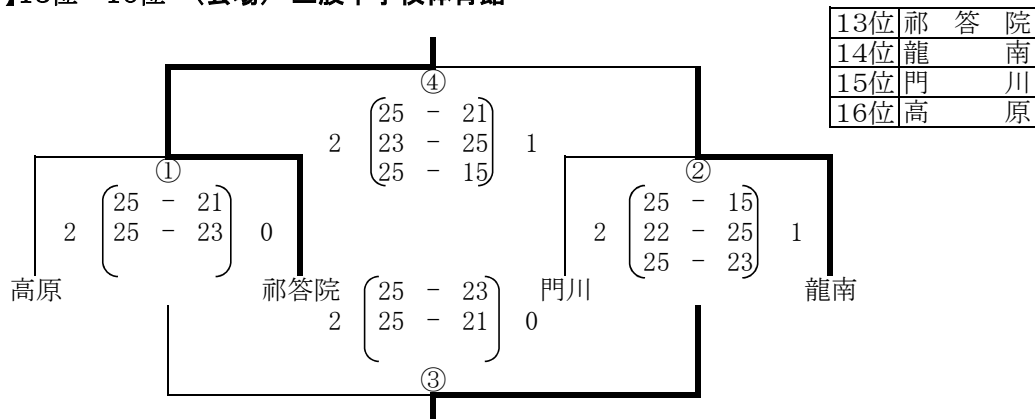 13位 16位 (会場) 中学校体育館
13位 祁答院
14位 龍南
15位 門川
16位 高原
④
25 - 21
2 23 - 25 1
25 - 15
①
25 - 21
2 25 - 23 0
②
25 - 15
2 22 - 25 1
25 - 23
高原 祁答院 門川 龍南
25 - 23
2 25 - 21 0
③